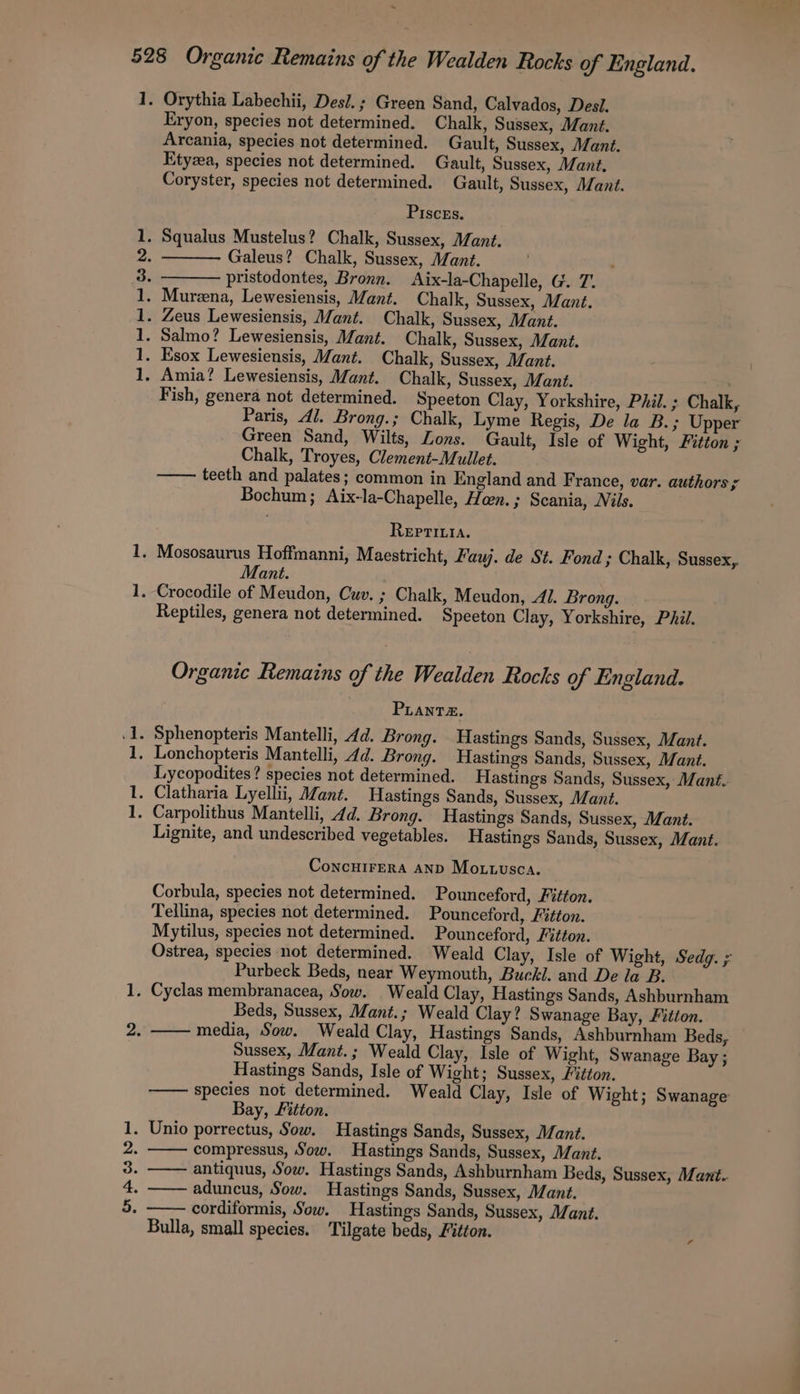 528 Organic Remains of the Wealden Rocks of England.
1. Orythia Labechii, Desl.; Green Sand, Calvados, Desl.
Eryon, species not determined. Chalk, Sussex, Mant.
Arcania, species not determined. Gault, Sussex, Mant.
Etyæa, species not determined. Gault, Sussex, Mant.
Coryster, species not determined. Gault, Sussex, Mant.
PISCES.
1. Squalus Mustelus? Chalk, Sussex, Mant.
2. —— Galeus? Chalk, Sussex, Mant.
3. —— pristodontes, Bronn. Aix-la-Chapelle, G. T.
1. Muræna, Lewesiensis, Mant. Chalk, Sussex, Mant.
1. Zeus Lewesiensis, Mant. Chalk, Sussex, Mant.
1. Salmo? Lewesiensis, Mant. Chalk, Sussex, Mant.
1. Esox Lewesiensis, Mant. Chalk, Sussex, Mant.
1. Amia? Lewesiensis, Mant. Chalk, Sussex, Mant.
Fish, genera not determined. Speeton Clay, Yorkshire, Phil.; Chalk,
Paris, Al. Brong.; Chalk, Lyme Regis, De la B.; Upper
Green Sand, Wilts, Lons. Gault, Isle of Wight, Fitton;
Chalk, Troyes, Clement-Mullet.
—— teeth and palates; common in England and France, var. authors;
Bochum; Aix-la-Chapelle, Hœn.; Scania, Nils.
REPTILIA.
1. Mososaurus Hoffmanni, Maestricht, Fauj. de St. Fond; Chalk, Sussex,
Mant.
1. Crocodile of Meudon, Cuv.; Chalk, Meudon, Al. Brong.
Reptiles, genera not determined. Speeton Clay, Yorkshire, Phil.
Organic Remains of the Wealden Rocks of England.
PLANTÆ.
1. Sphenopteris Mantelli, Ad. Brong. Hastings Sands, Sussex, Mant.
1. Lonchopteris Mantelli, Ad. Brong. Hastings Sands, Sussex, Mant.
Lycopodites? species not determined. Hastings Sands, Sussex, Mant.
1. Clatharia Lyellii, Mant. Hastings Sands, Sussex, Mant.
1. Carpolithus Mantelli, Ad. Brong. Hastings Sands, Sussex, Mant.
Lignite, and undescribed vegetables. Hastings Sands, Sussex, Mant.
CONCHIFERA AND MOLLUSCA.
Corbula, species not determined. Pounceford, Fitton.
Tellina, species not determined. Pounceford, Fitton.
Mytilus, species not determined. Pounceford, Fitton.
Ostrea, species not determined. Weald Clay, Isle of Wight, Sedg.;
Purbeck Beds, near Weymouth, Buckl. and De la B.
1. Cyclas membranacea, Sow. Weald Clay, Hastings Sands, Ashburnham
Beds, Sussex, Mant.; Weald Clay? Swanage Bay, Fitton.
2. —— media, Sow. Weald Clay, Hastings Sands, Ashburnham Beds,
Sussex, Mant.; Weald Clay, Isle of Wight, Swanage Bay;
Hastings Sands, Isle of Wight; Sussex, Fitton.
—— species not determined. Weald Clay, Isle of Wight; Swanage
Bay, Fitton.
1. Unio porrectus, Sow. Hastings Sands, Sussex, Mant.
2. —— compressus, Sow. Hastings Sands, Sussex, Mant.
3. —— antiquus, Sow. Hastings Sands, Ashburnham Beds, Sussex, Mant.
4. —— aduncus, Sow. Hastings Sands, Sussex, Mant.
5. —— cordiformis, Sow. Hastings Sands, Sussex, Mant.
Bulla, small species. Tilgate beds, Fitton.